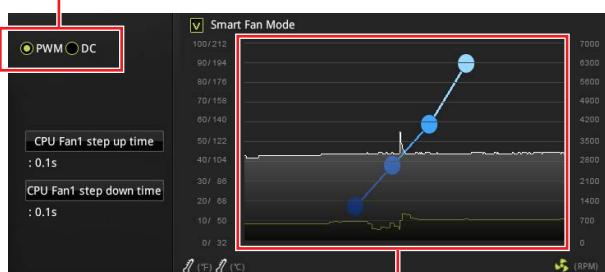 V Smart Fan Mode
PWM DC
100/212 7000
90/194 6300
80/176 5600
70/158 4900
60/140 4200
50/122 3500
40/104 2800
30/ 86 2100
20/ 68 1400
10/ 50 700
0/ 32 0
CPU Fan1 step up time
: 0.1s
CPU Fan1 step down time
: 0.1s
(°F) (°C) (RPM)